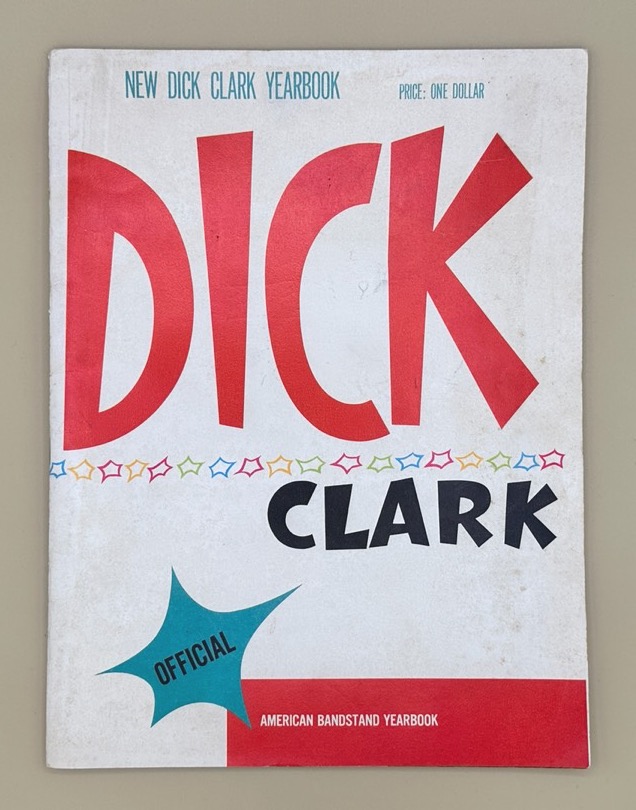 NEW DICK CLARK YEARBOOK PRICE: ONE DOLLAR
DICK
CLARK
OFFICIAL
AMERICAN BANDSTAND YEARBOOK